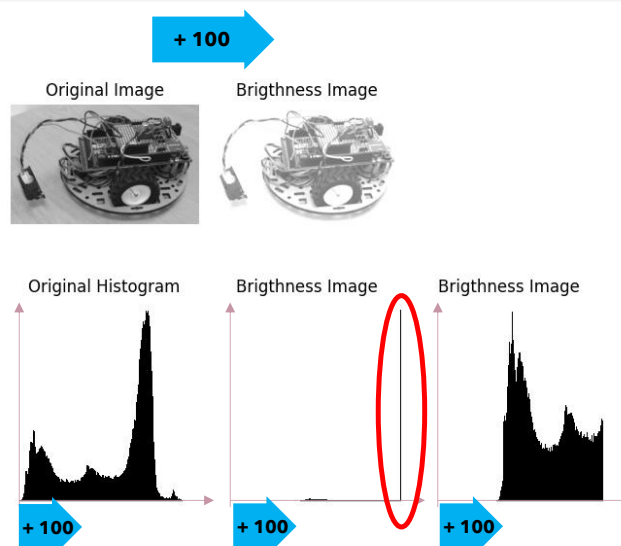 + 100
Original Image
Brigthness Image
Original Histogram
Brigthness Image
Brigthness Image
+ 100
+ 100
+ 100